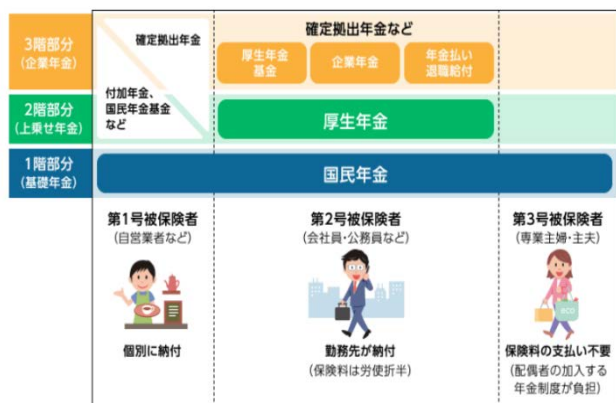 3階部分
(企業年金)
確定拠出年金
付加年金、
国民年金基金
など
確定拠出年金など
厚生年金
基金
企業年金
年金払い
退職給付
2階部分
(上乗せ年金)
厚生年金
1階部分
(基礎年金)
国民年金
第1号被保険者
(自営業者など)
個別に納付
第2号被保険者
(会社員・公務員など)
勤務先が納付
(保険料は労使折半)
第3号被保険者
(専業主婦・主夫)
eco
保険料の支払い不要
(配偶者の加入する
年金制度が負担)